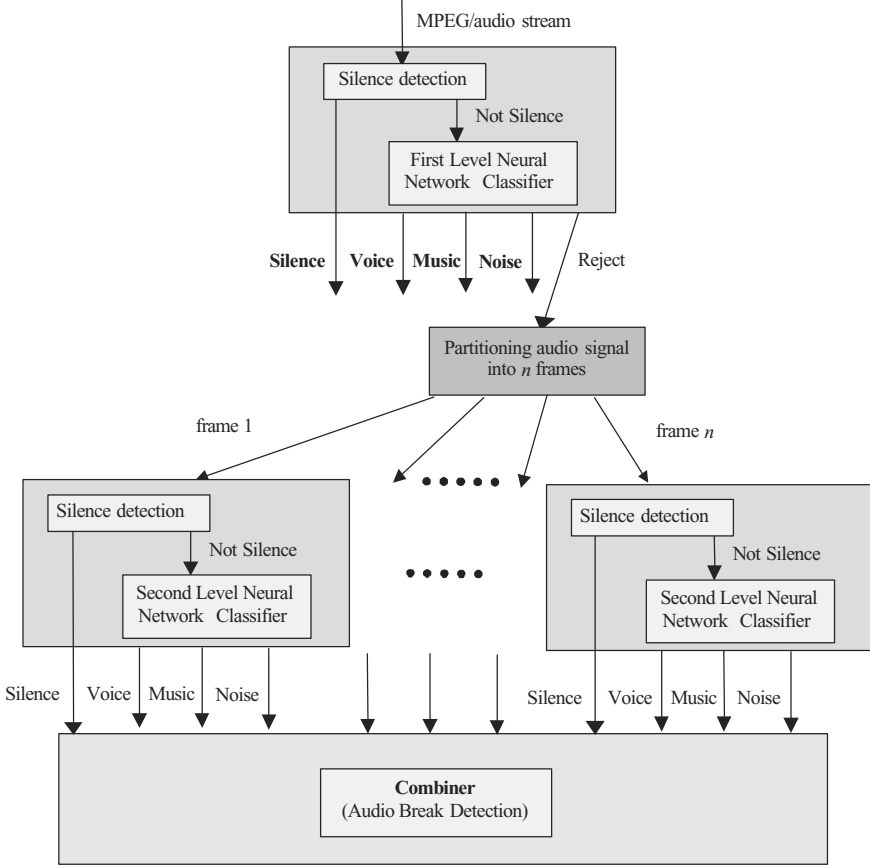 MPEG/audio stream
Silence detection
Not Silence
First Level Neural
Network Classifier
Silence Voice Music Noise Reject
Partitioning audio signal
into n frames
frame 1
frame n
Silence detection
Not Silence
Second Level Neural
Network Classifier
Silence detection
Not Silence
Second Level Neural
Network Classifier
Silence Voice Music Noise
Silence Voice Music Noise
Combiner
(Audio Break Detection)